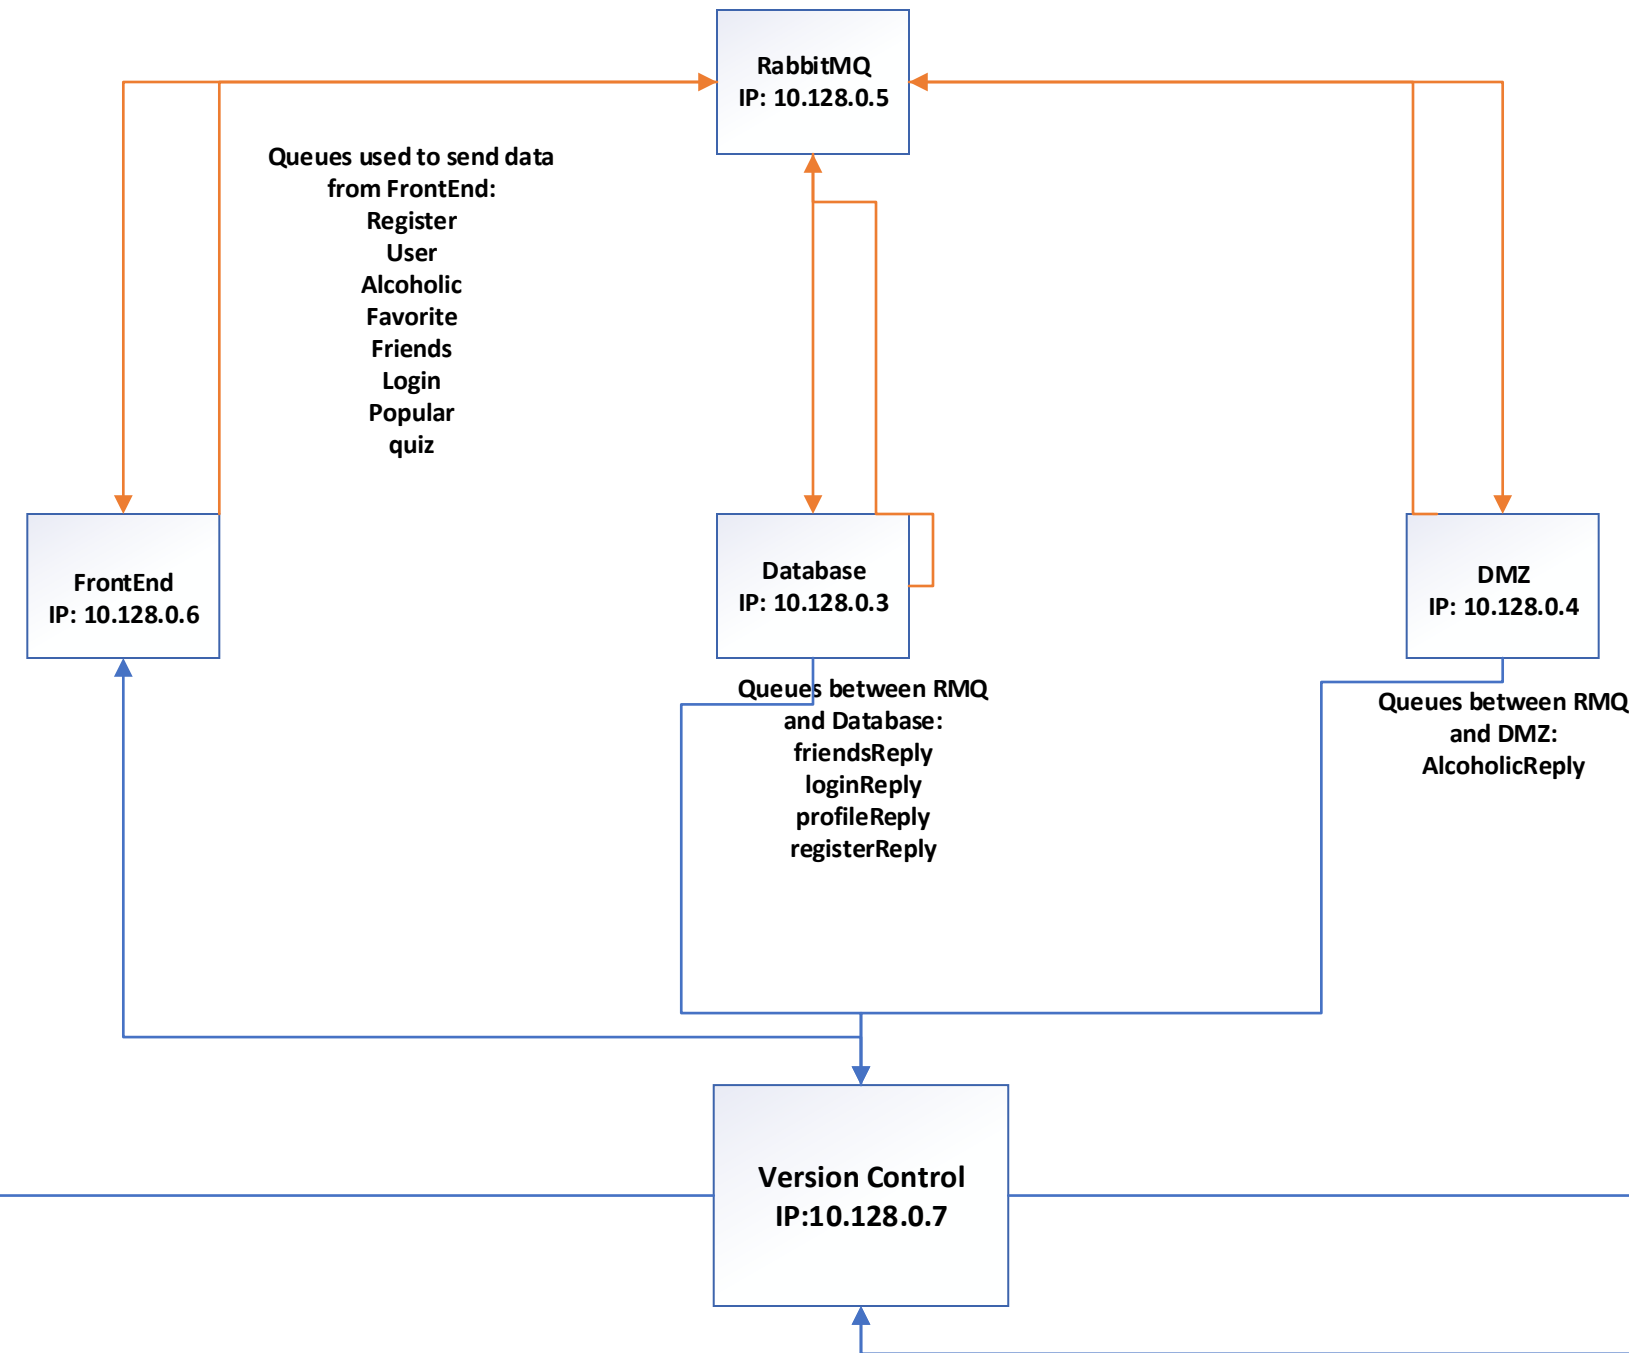 RabbitMQ
IP: 10.128.0.5
Queues used to send data
from FrontEnd:
Register
User
Alcoholic
Favorite
Friends
Login
Popular
quiz
FrontEnd
IP: 10.128.0.6
Database
IP: 10.128.0.3
DMZ
IP: 10.128.0.4
Queues between RMQ
and Database:
friendsReply
loginReply
profileReply
registerReply
Queues between RMQ
and DMZ:
AlcoholicReply
Version Control
IP:10.128.0.7